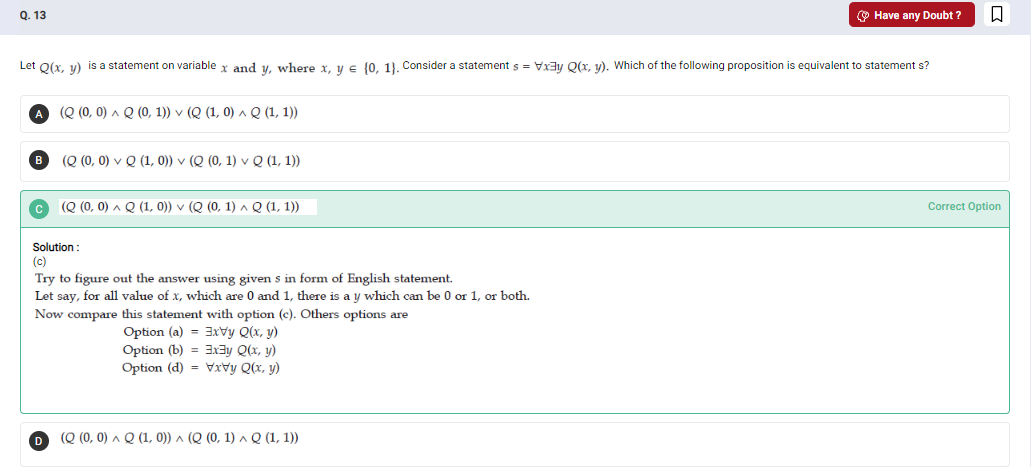 Q. 13
Have any Doubt ?
Let Q(x, y) is a statement on variable x and y, where x, y ∈ {0, 1}. Consider a statement s = ∀x∃y Q(x, y). Which of the following proposition is equivalent to statement s?
A (Q (0, 0) ∧ Q (0, 1)) ∨ (Q (1, 0) ∧ Q (1, 1))
B (Q (0, 0) ∨ Q (1, 0)) ∨ (Q (0, 1) ∨ Q (1, 1))
C (Q (0, 0) ∧ Q (1, 0)) ∨ (Q (0, 1) ∧ Q (1, 1)) Correct Option
Solution :
(c)
Try to figure out the answer using given s in form of English statement.
Let say, for all value of x, which are 0 and 1, there is a y which can be 0 or 1, or both.
Now compare this statement with option (c). Others options are
Option (a) = ∃x∀y Q(x, y)
Option (b) = ∃x∃y Q(x, y)
Option (d) = ∀x∀y Q(x, y)
D (Q (0, 0) ∧ Q (1, 0)) ∧ (Q (0, 1) ∧ Q (1, 1))